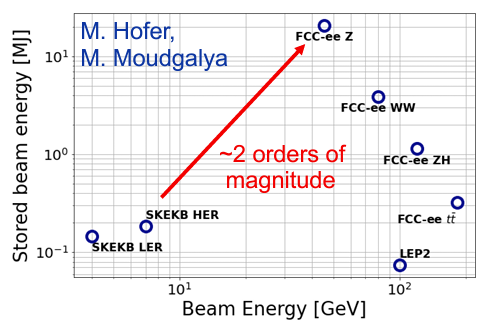 M. Hofer,
M. Moudgalya
FCC-ee Z
FCC-ee WW
~2 orders of
magnitude
FCC-ee ZH
SKEKB HER
FCC-ee tt̄
SKEKB LER
LEP2
Stored beam energy [MJ]
10¹
10⁰
10⁻¹
10¹
10²
Beam Energy [GeV]